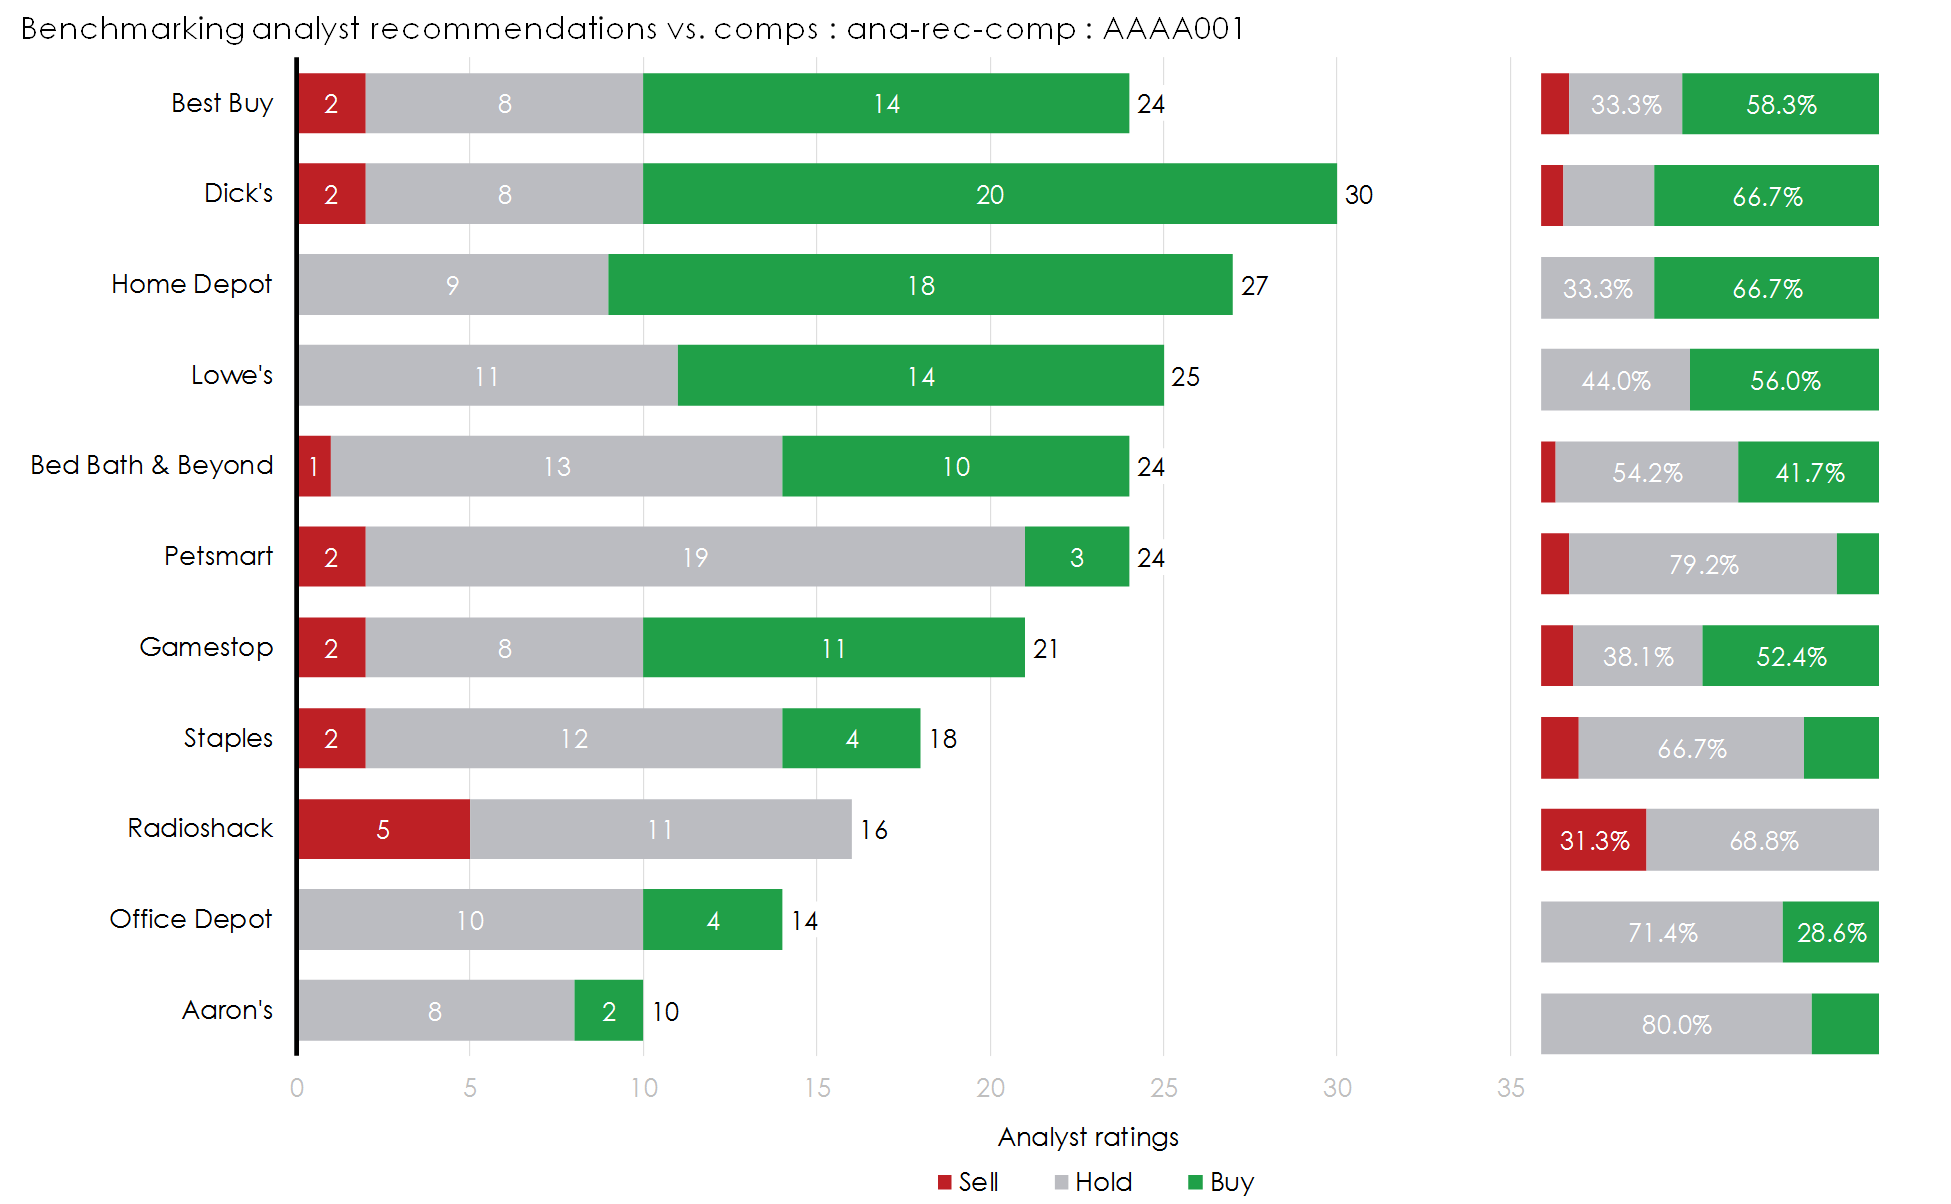 Benchmarking analyst recommendations vs. comps : ana-rec-comp : AAAA001
Best Buy 2 8 14 24 33.3% 58.3%
Dick's 2 8 20 30 66.7%
Home Depot 9 18 27 33.3% 66.7%
Lowe's 11 14 25 44.0% 56.0%
Bed Bath & Beyond 1 13 10 24 54.2% 41.7%
Petsmart 2 19 3 24 79.2%
Gamestop 2 8 11 21 38.1% 52.4%
Staples 2 12 4 18 66.7%
Radioshack 5 11 16 31.3% 68.8%
Office Depot 10 4 14 71.4% 28.6%
Aaron's 8 2 10 80.0%
0 5 10 15 20 25 30 35
Analyst ratings
Sell Hold Buy